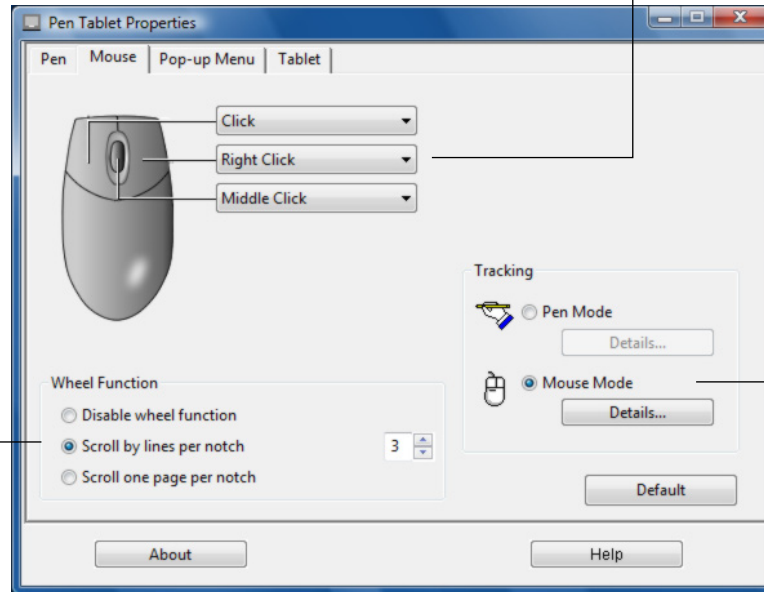 Pen Tablet Properties
Pen Mouse Pop-up Menu Tablet
Click
Right Click
Middle Click
Tracking
Pen Mode
Details...
Mouse Mode
Details...
Wheel Function
Disable wheel function
Scroll by lines per notch 3
Scroll one page per notch
Default
About Help